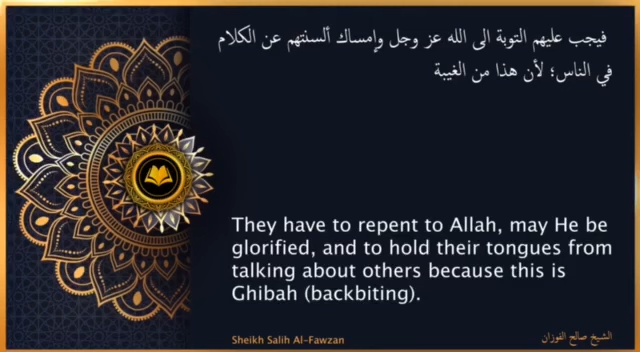 فيجب عليهم التوبة الى الله عز وجل وإمساك ألسنتهم عن الكلام
في الناس؛ لأن هذا من الغيبة
They have to repent to Allah, may He be
glorified, and to hold their tongues from
talking about others because this is
Ghibah (backbiting).
Sheikh Salih Al-Fawzan
الشيخ صالح الفوزان